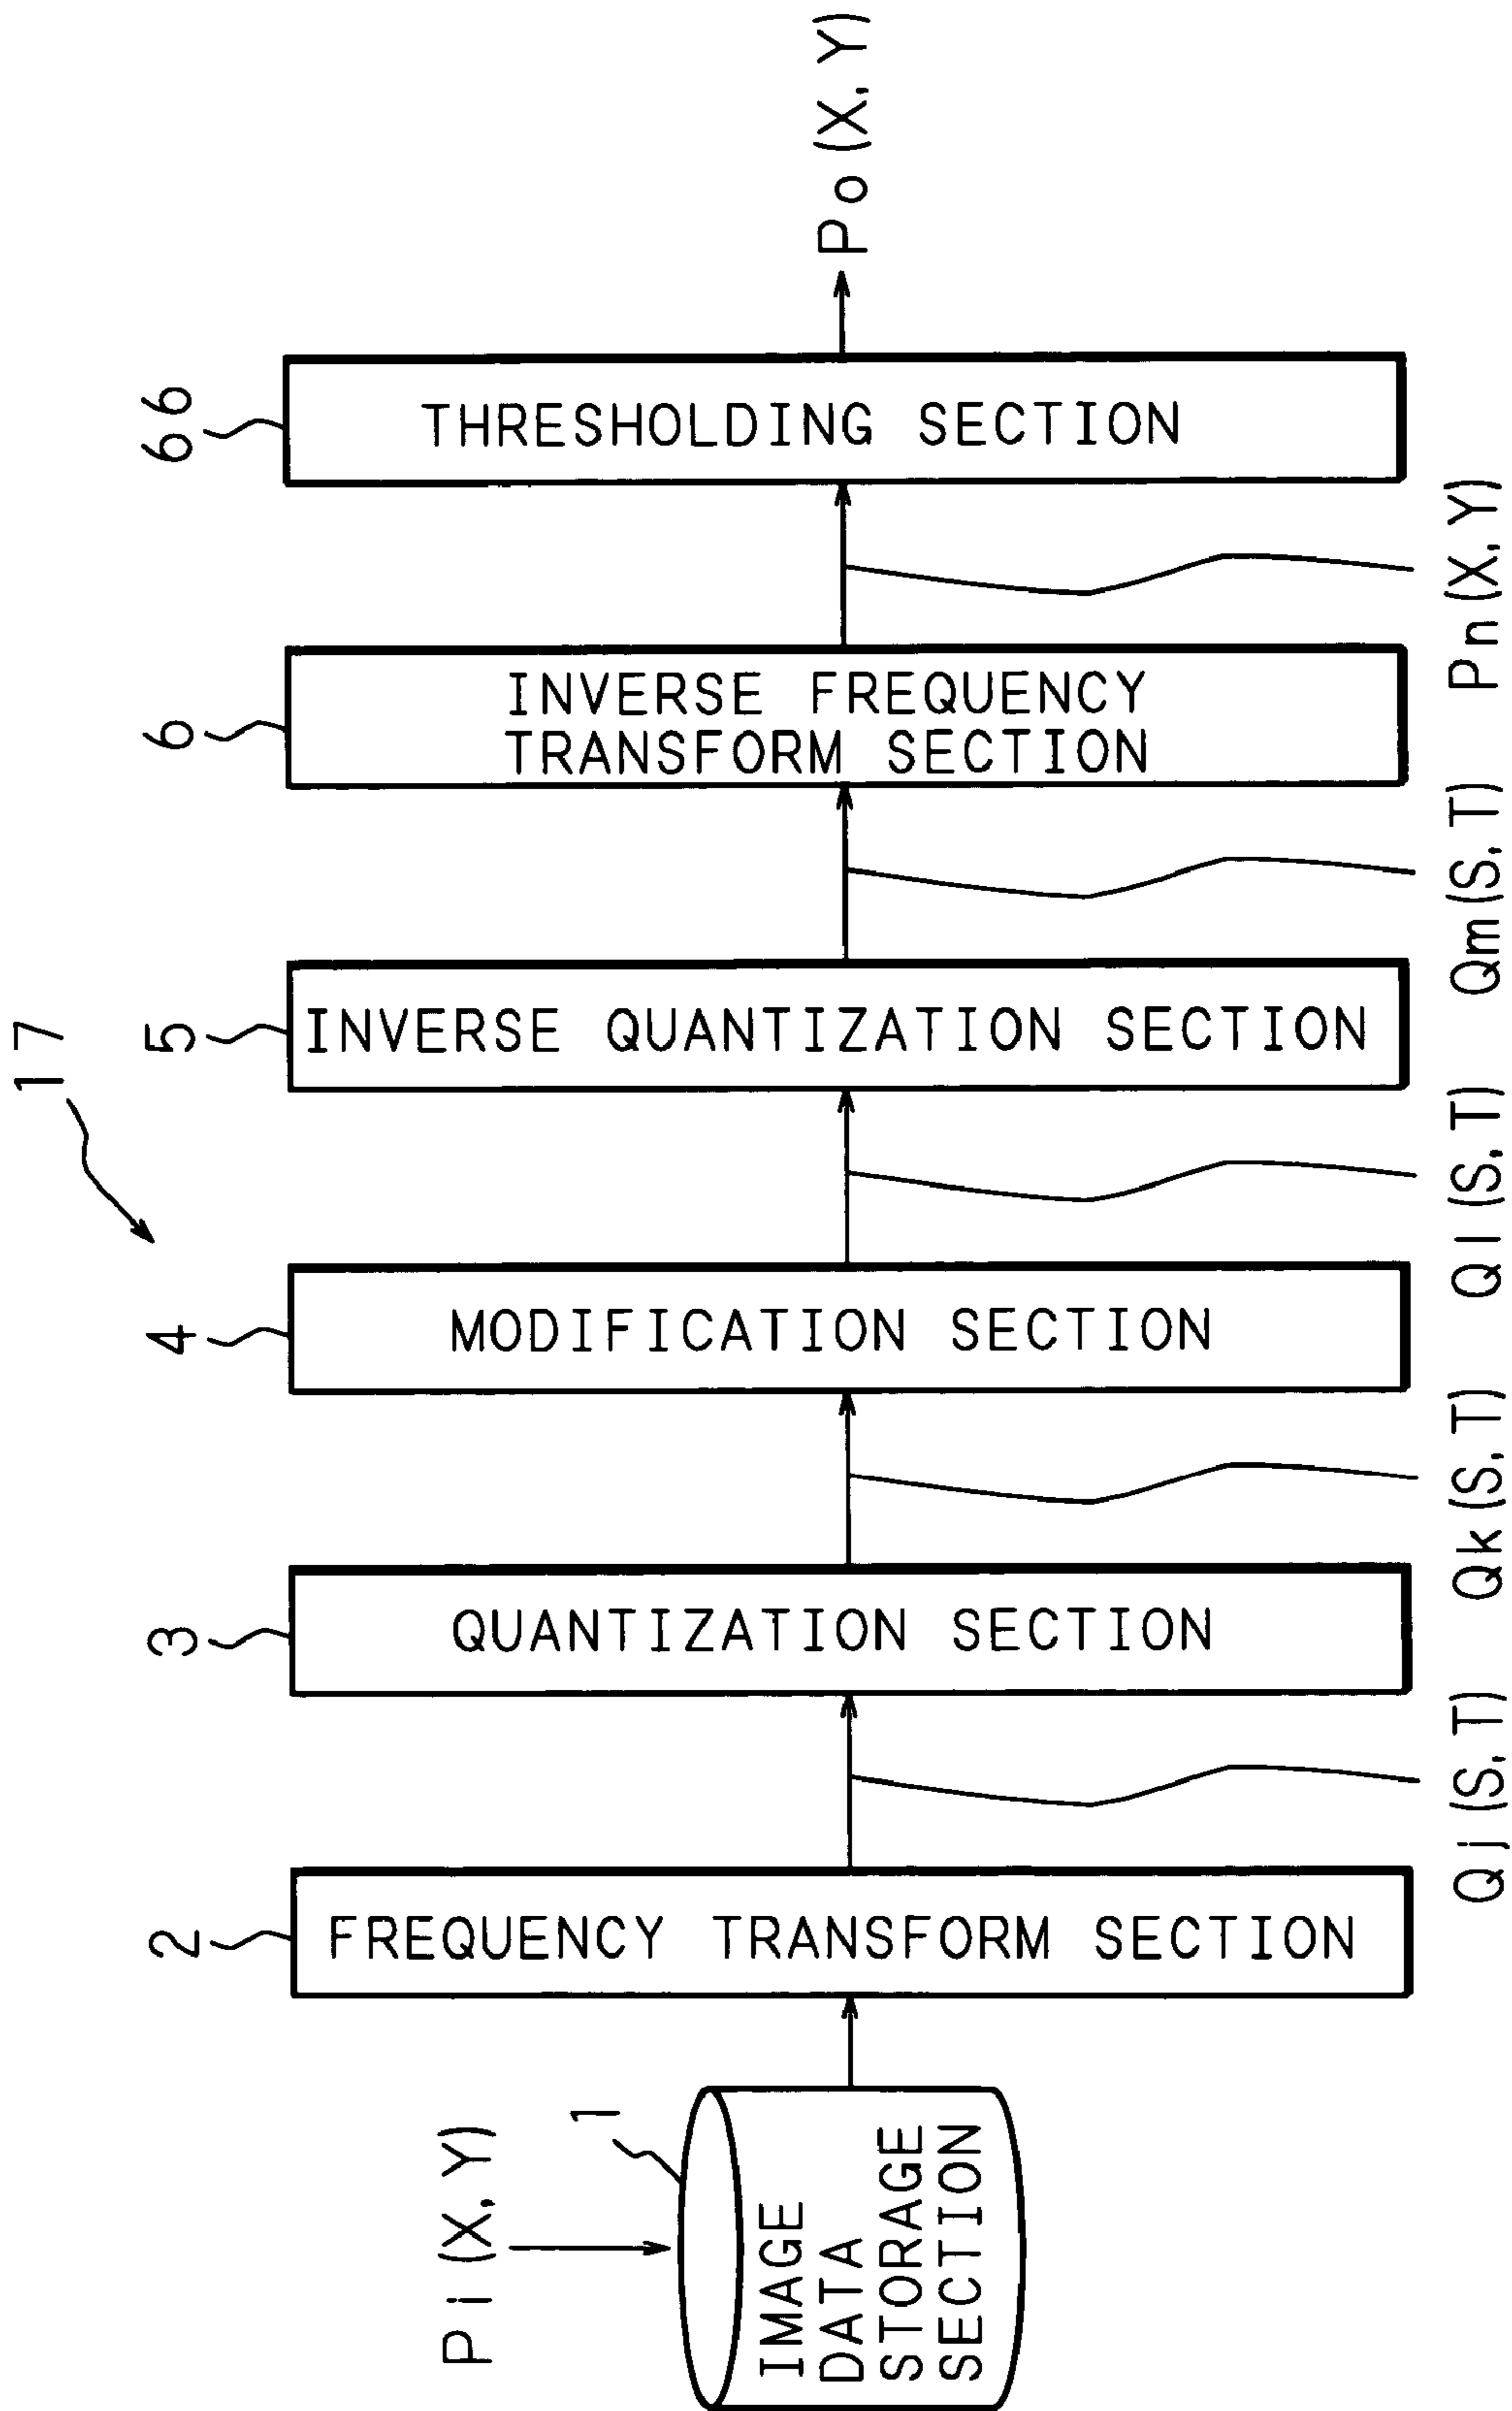 17
Pi (X, Y)
1
IMAGE
DATA
STORAGE
SECTION
2
FREQUENCY TRANSFORM SECTION
Qj (S, T)
3
QUANTIZATION SECTION
Qk (S, T)
4
MODIFICATION SECTION
Ql (S, T)
5
INVERSE QUANTIZATION SECTION
Qm (S, T)
6
INVERSE FREQUENCY
TRANSFORM SECTION
Pn (X, Y)
66
THRESHOLDING SECTION
Po (X, Y)